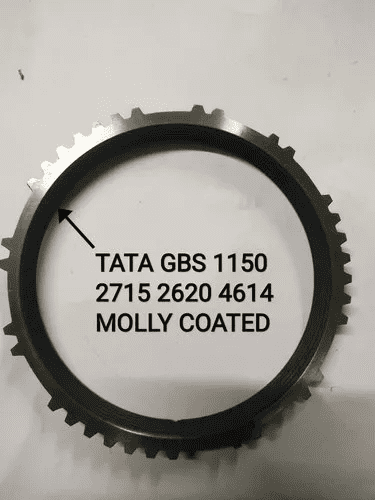 TATA GBS 1150
2715 2620 4614
MOLLY COATED